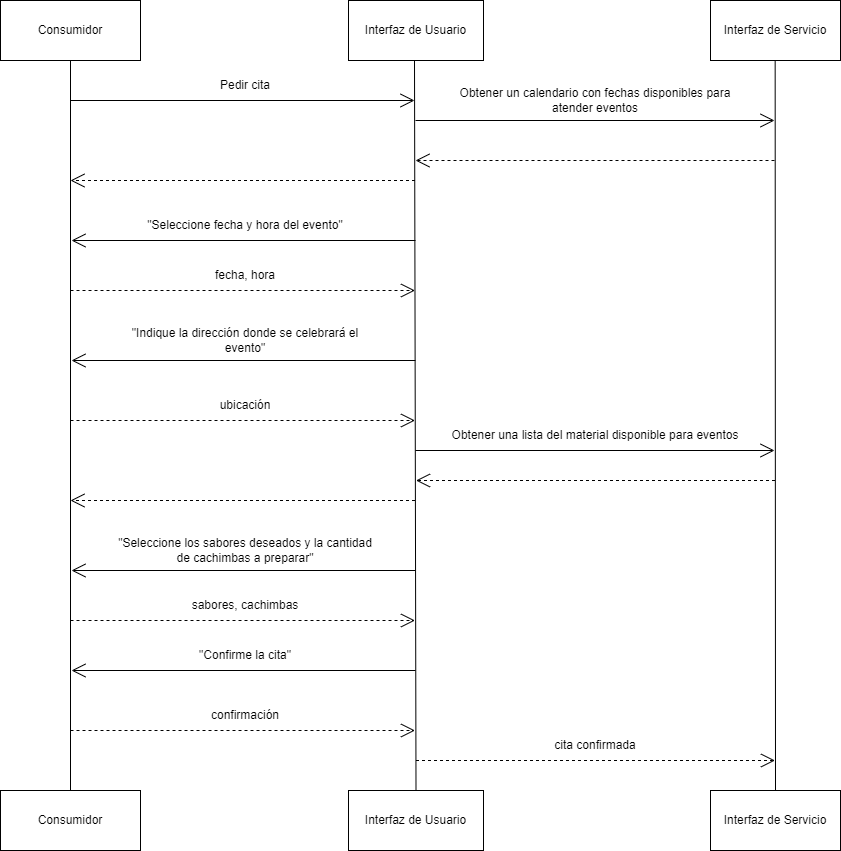 Consumidor
Interfaz de Usuario
Interfaz de Servicio
Pedir cita
Obtener un calendario con fechas disponibles para
atender eventos
"Seleccione fecha y hora del evento"
fecha, hora
"Indique la dirección donde se celebrará el
evento"
ubicación
Obtener una lista del material disponible para eventos
"Seleccione los sabores deseados y la cantidad
de cachimbas a preparar"
sabores, cachimbas
"Confirme la cita"
confirmación
cita confirmada
Consumidor
Interfaz de Usuario
Interfaz de Servicio